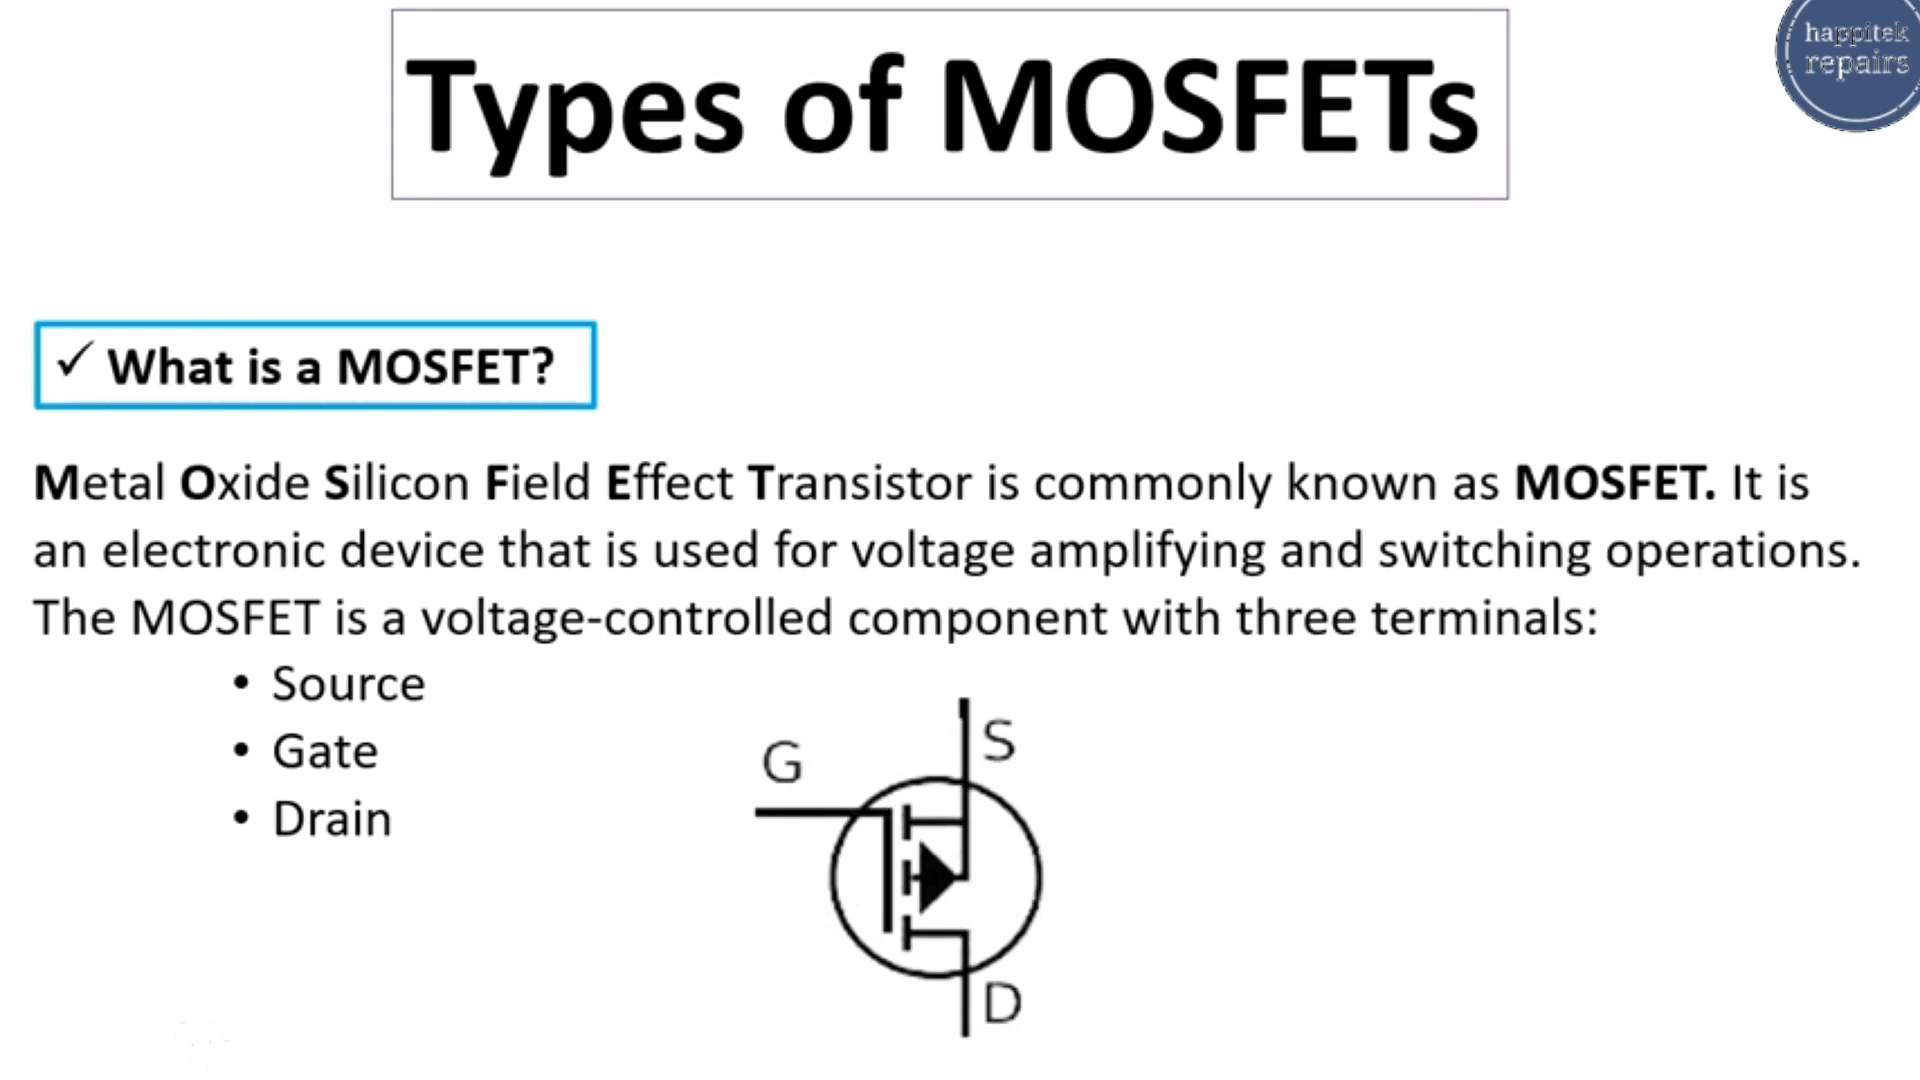 Types of MOSFETs
happitek
repairs
✓ What is a MOSFET?
Metal Oxide Silicon Field Effect Transistor is commonly known as MOSFET. It is
an electronic device that is used for voltage amplifying and switching operations.
The MOSFET is a voltage-controlled component with three terminals:
• Source
• Gate
• Drain
G
S
D